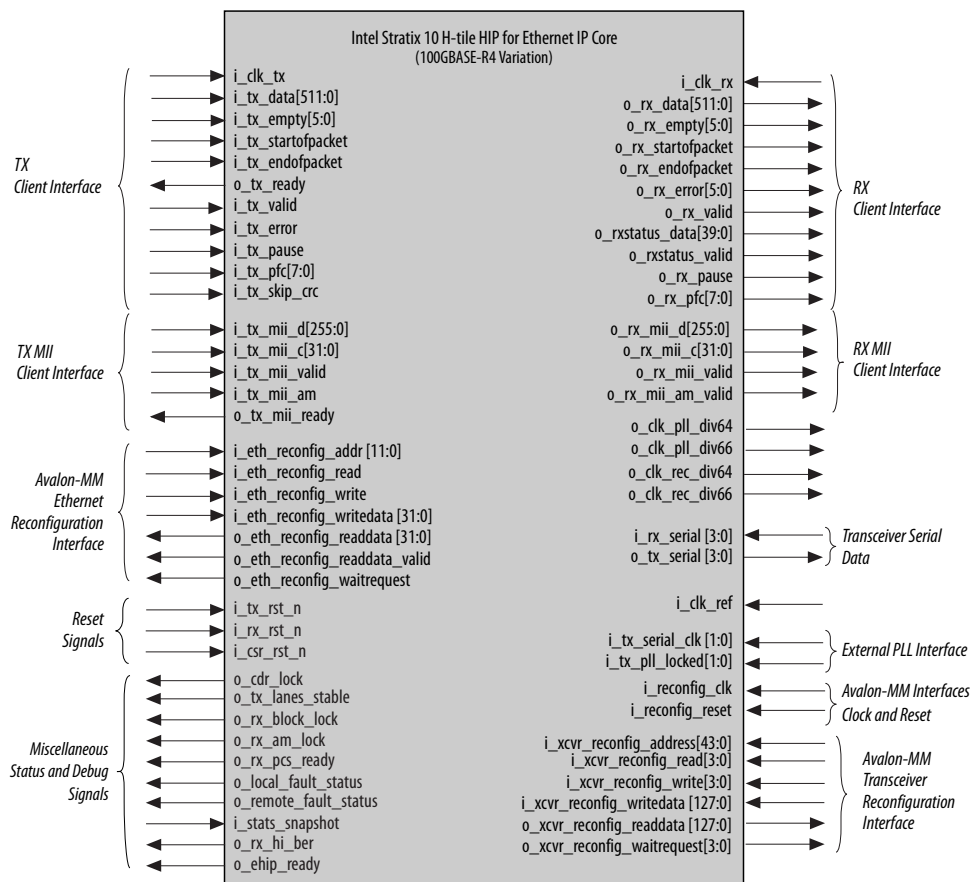 Intel Stratix 10 H-tile HIP for Ethernet IP Core
(100GBASE-R4 Variation)
TX
Client Interface
i_clk_tx
i_tx_data[511:0]
i_tx_empty[5:0]
i_tx_startofpacket
i_tx_endofpacket
o_tx_ready
i_tx_valid
i_tx_error
i_tx_pause
i_tx_pfc[7:0]
i_tx_skip_crc
TX MII
Client Interface
i_tx_mii_d[255:0]
i_tx_mii_c[31:0]
i_tx_mii_valid
i_tx_mii_am
o_tx_mii_ready
Avalon-MM
Ethernet
Reconfiguration
Interface
i_eth_reconfig_addr [11:0]
i_eth_reconfig_read
i_eth_reconfig_write
i_eth_reconfig_writedata [31:0]
o_eth_reconfig_readdata [31:0]
o_eth_reconfig_readdata_valid
o_eth_reconfig_waitrequest
Reset
Signals
i_tx_rst_n
i_rx_rst_n
i_csr_rst_n
Miscellaneous
Status and Debug
Signals
o_cdr_lock
o_tx_lanes_stable
o_rx_block_lock
o_rx_am_lock
o_rx_pcs_ready
o_local_fault_status
o_remote_fault_status
i_stats_snapshot
o_rx_hi_ber
o_ehip_ready
i_clk_rx
o_rx_data[511:0]
o_rx_empty[5:0]
o_rx_startofpacket
o_rx_endofpacket
o_rx_error[5:0]
o_rx_valid
o_rxstatus_data[39:0]
o_rxstatus_valid
o_rx_pause
o_rx_pfc[7:0]
RX
Client Interface
o_rx_mii_d[255:0]
o_rx_mii_c[31:0]
o_rx_mii_valid
o_rx_mii_am_valid
RX MII
Client Interface
o_clk_pll_div64
o_clk_pll_div66
o_clk_rec_div64
o_clk_rec_div66
i_rx_serial [3:0]
o_tx_serial [3:0]
Transceiver Serial
Data
i_clk_ref
i_tx_serial_clk [1:0]
i_tx_pll_locked[1:0]
External PLL Interface
i_reconfig_clk
i_reconfig_reset
Avalon-MM Interfaces
Clock and Reset
i_xcvr_reconfig_address[43:0]
i_xcvr_reconfig_read[3:0]
i_xcvr_reconfig_write[3:0]
i_xcvr_reconfig_writedata [127:0]
o_xcvr_reconfig_readdata [127:0]
o_xcvr_reconfig_waitrequest[3:0]
Avalon-MM
Transceiver
Reconfiguration
Interface